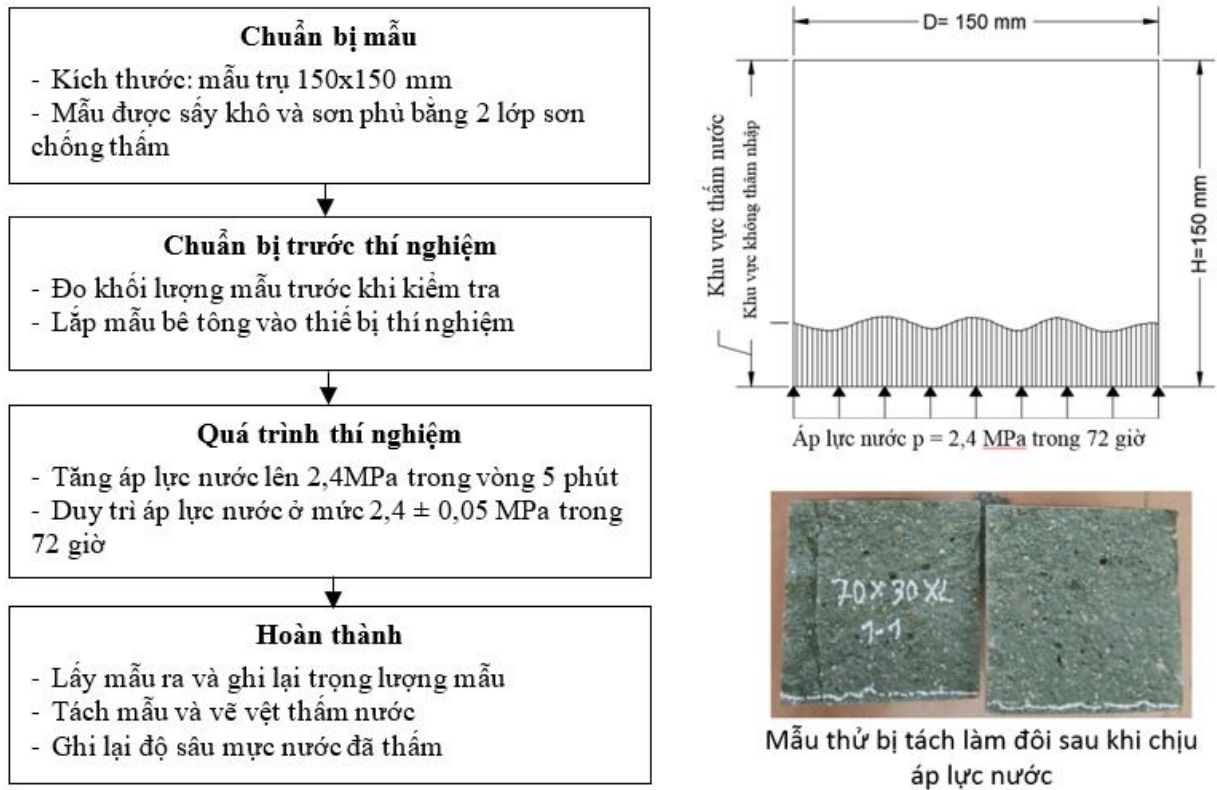 Chuẩn bị mẫu
- Kích thước: mẫu trụ 150x150 mm
- Mẫu được sấy khô và sơn phủ bằng 2 lớp sơn
chống thấm
Chuẩn bị trước thí nghiệm
- Đo khối lượng mẫu trước khi kiểm tra
- Lắp mẫu bê tông vào thiết bị thí nghiệm
Quá trình thí nghiệm
- Tăng áp lực nước lên 2,4MPa trong vòng 5 phút
- Duy trì áp lực nước ở mức 2,4 ± 0,05 MPa trong
72 giờ
Hoàn thành
- Lấy mẫu ra và ghi lại trọng lượng mẫu
- Tách mẫu và vẽ vệt thấm nước
- Ghi lại độ sâu mực nước đã thấm
D= 150 mm
Khu vực thấm nước
Khu vực không thâm nhập
H=150 mm
Áp lực nước p = 2,4 MPa trong 72 giờ
70x30XL
1-1
Mẫu thử bị tách làm đôi sau khi chịu
áp lực nước